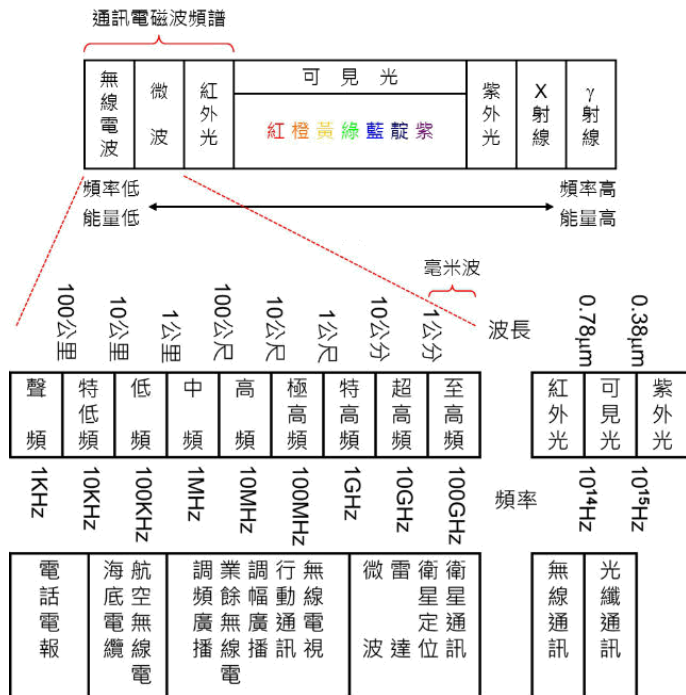 通訊電磁波頻譜
無線電波
微波
紅外光
可見光
紅橙黃綠藍靛紫
紫外光
X射線
γ射線
頻率低
能量低
頻率高
能量高
毫米波
100公里
10公里
1公里
100公尺
10公尺
1公尺
10公分
1公分
波長
0.78μm
0.38μm
聲頻
特低頻
低頻
中頻
高頻
極高頻
特高頻
超高頻
至高頻
紅外光
可見光
紫外光
1KHz
10KHz
100KHz
1MHz
10MHz
100MHz
1GHz
10GHz
100GHz
頻率
10¹⁴Hz
10¹⁵Hz
電話電報
海底電纜
航空無線電
調頻廣播
業餘無線電
調幅廣播
行動通訊
無線電視
微波
雷達
衛星定位
衛星通訊
無線通訊
光纖通訊